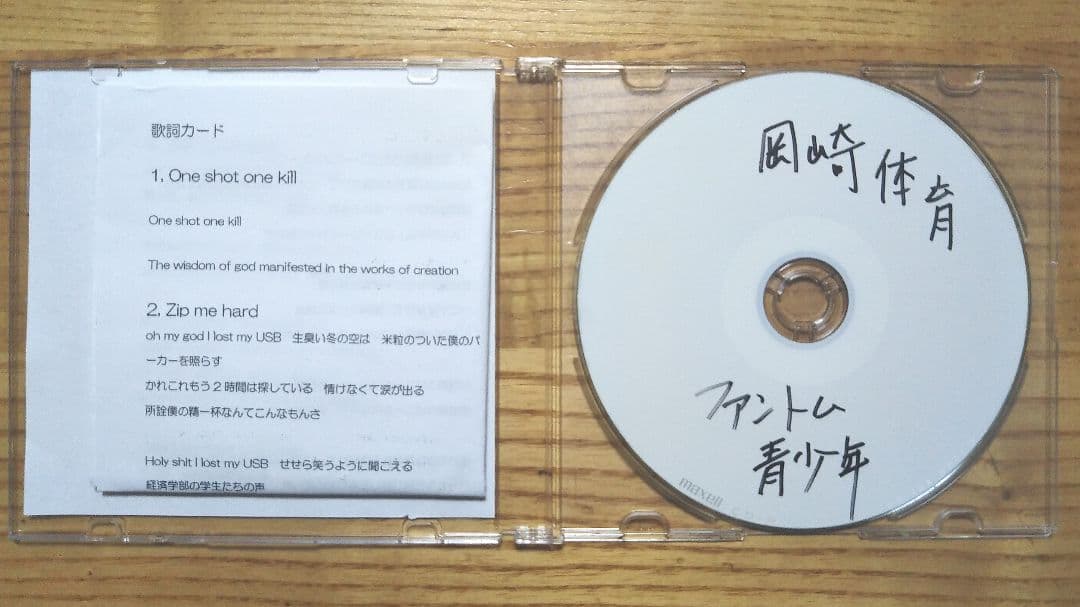 歌詞カード
1. One shot one kill
One shot one kill
The wisdom of god manifested in the works of creation
2. Zip me hard
oh my god I lost my USB　生臭い冬の空は　米粒のついた僕のパ
ーカーを照らす
かれこれもう２時間は探している　情けなくて涙が出る
所詮僕の精一杯なんてこんなもんさ
Holy shit I lost my USB　せせら笑うように聞こえる
経済学部の学生たちの声
岡崎体育
ファントム
青少年
maxell